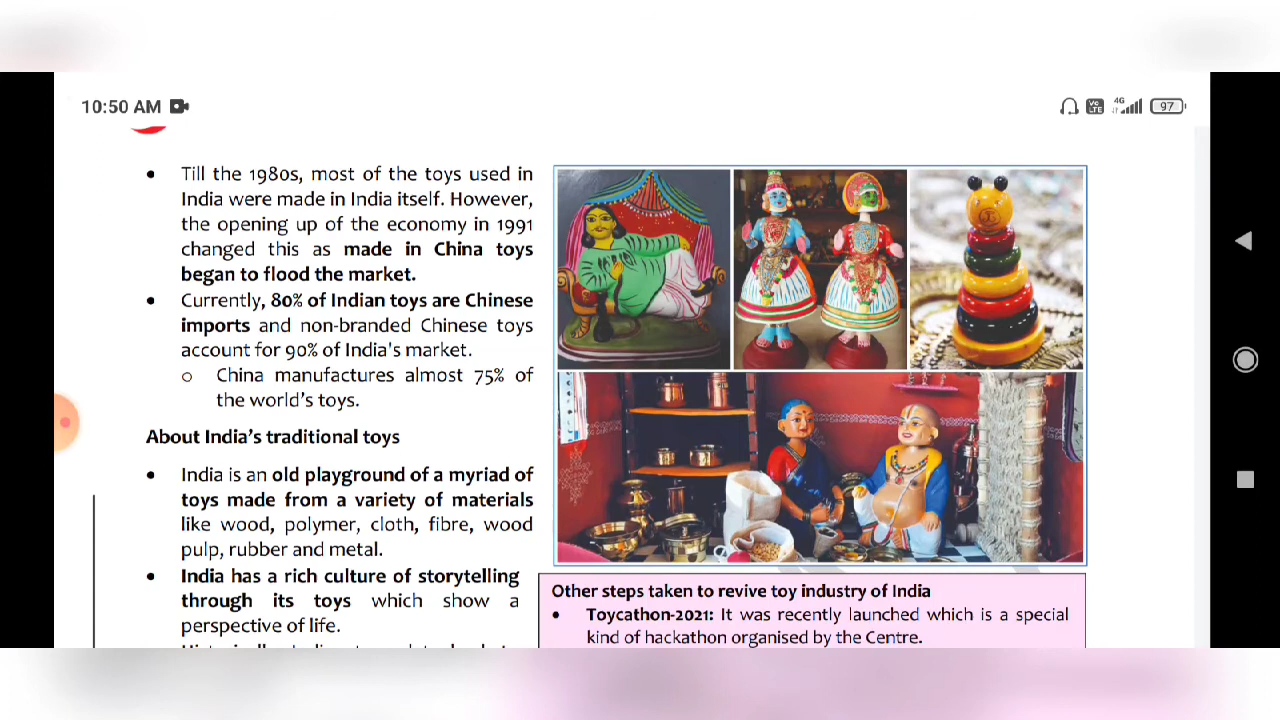 10:50 AM
4G
Vo
LTE
97
• Till the 1980s, most of the toys used in
India were made in India itself. However,
the opening up of the economy in 1991
changed this as made in China toys
began to flood the market.
• Currently, 80% of Indian toys are Chinese
imports and non-branded Chinese toys
account for 90% of India's market.
o China manufactures almost 75% of
the world's toys.
About India's traditional toys
• India is an old playground of a myriad of
toys made from a variety of materials
like wood, polymer, cloth, fibre, wood
pulp, rubber and metal.
• India has a rich culture of storytelling
through its toys which show a
perspective of life.
Other steps taken to revive toy industry of India
• Toycathon-2021: It was recently launched which is a special
kind of hackathon organised by the Centre.